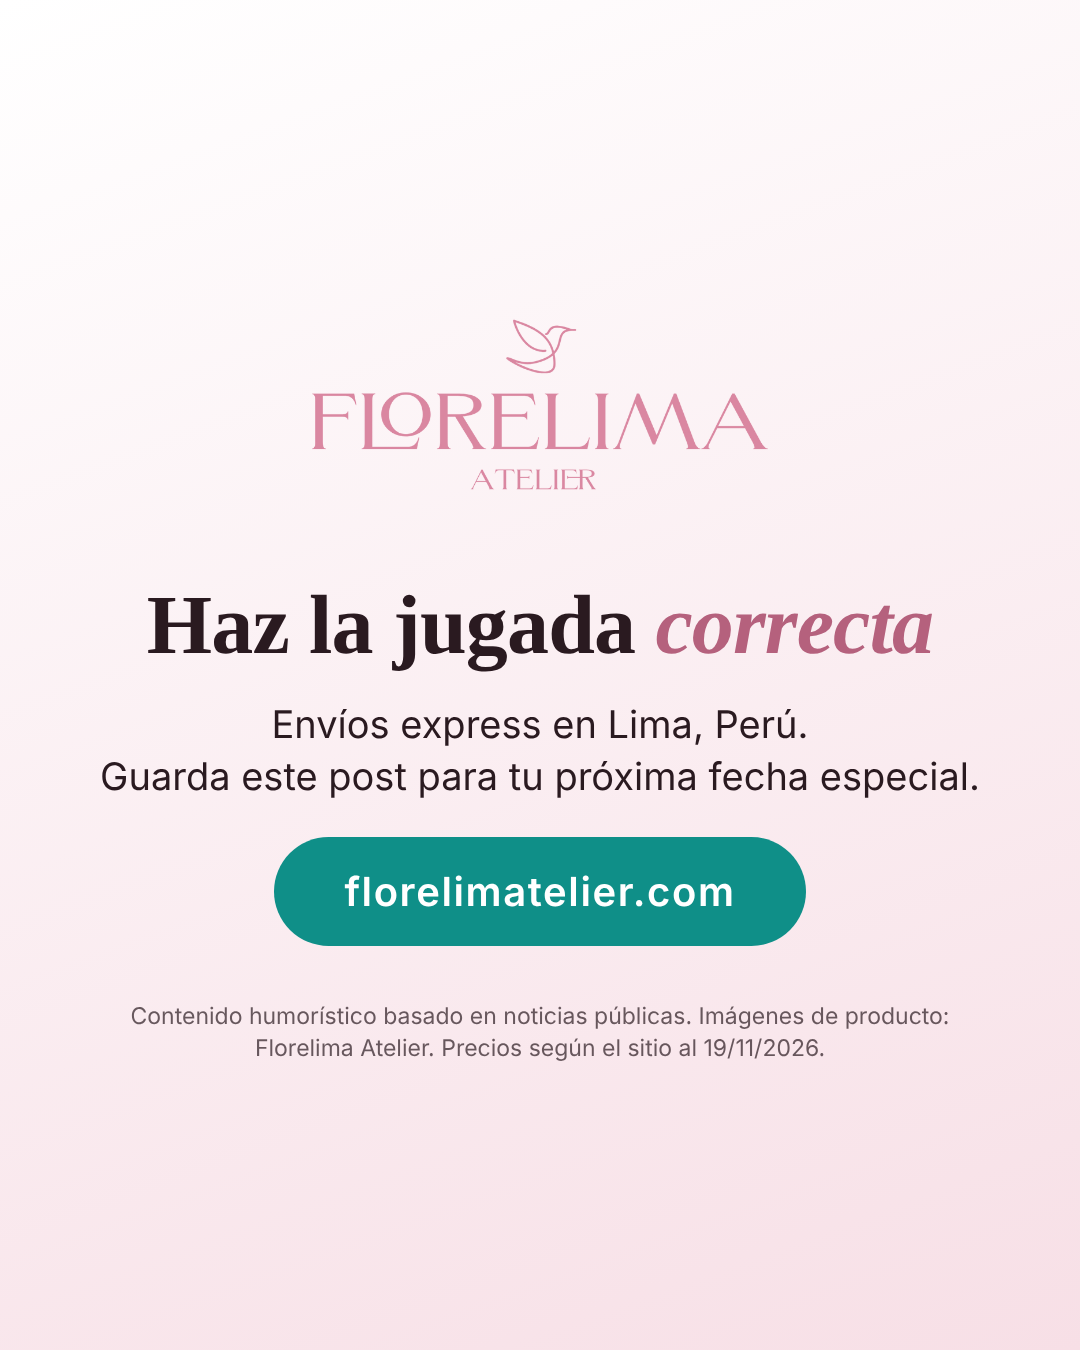 FLORELIMA
ATELIER
Haz la jugada correcta
Envíos express en Lima, Perú.
Guarda este post para tu próxima fecha especial.
florelimatelier.com
Contenido humorístico basado en noticias públicas. Imágenes de producto:
Florelima Atelier. Precios según el sitio al 19/11/2026.